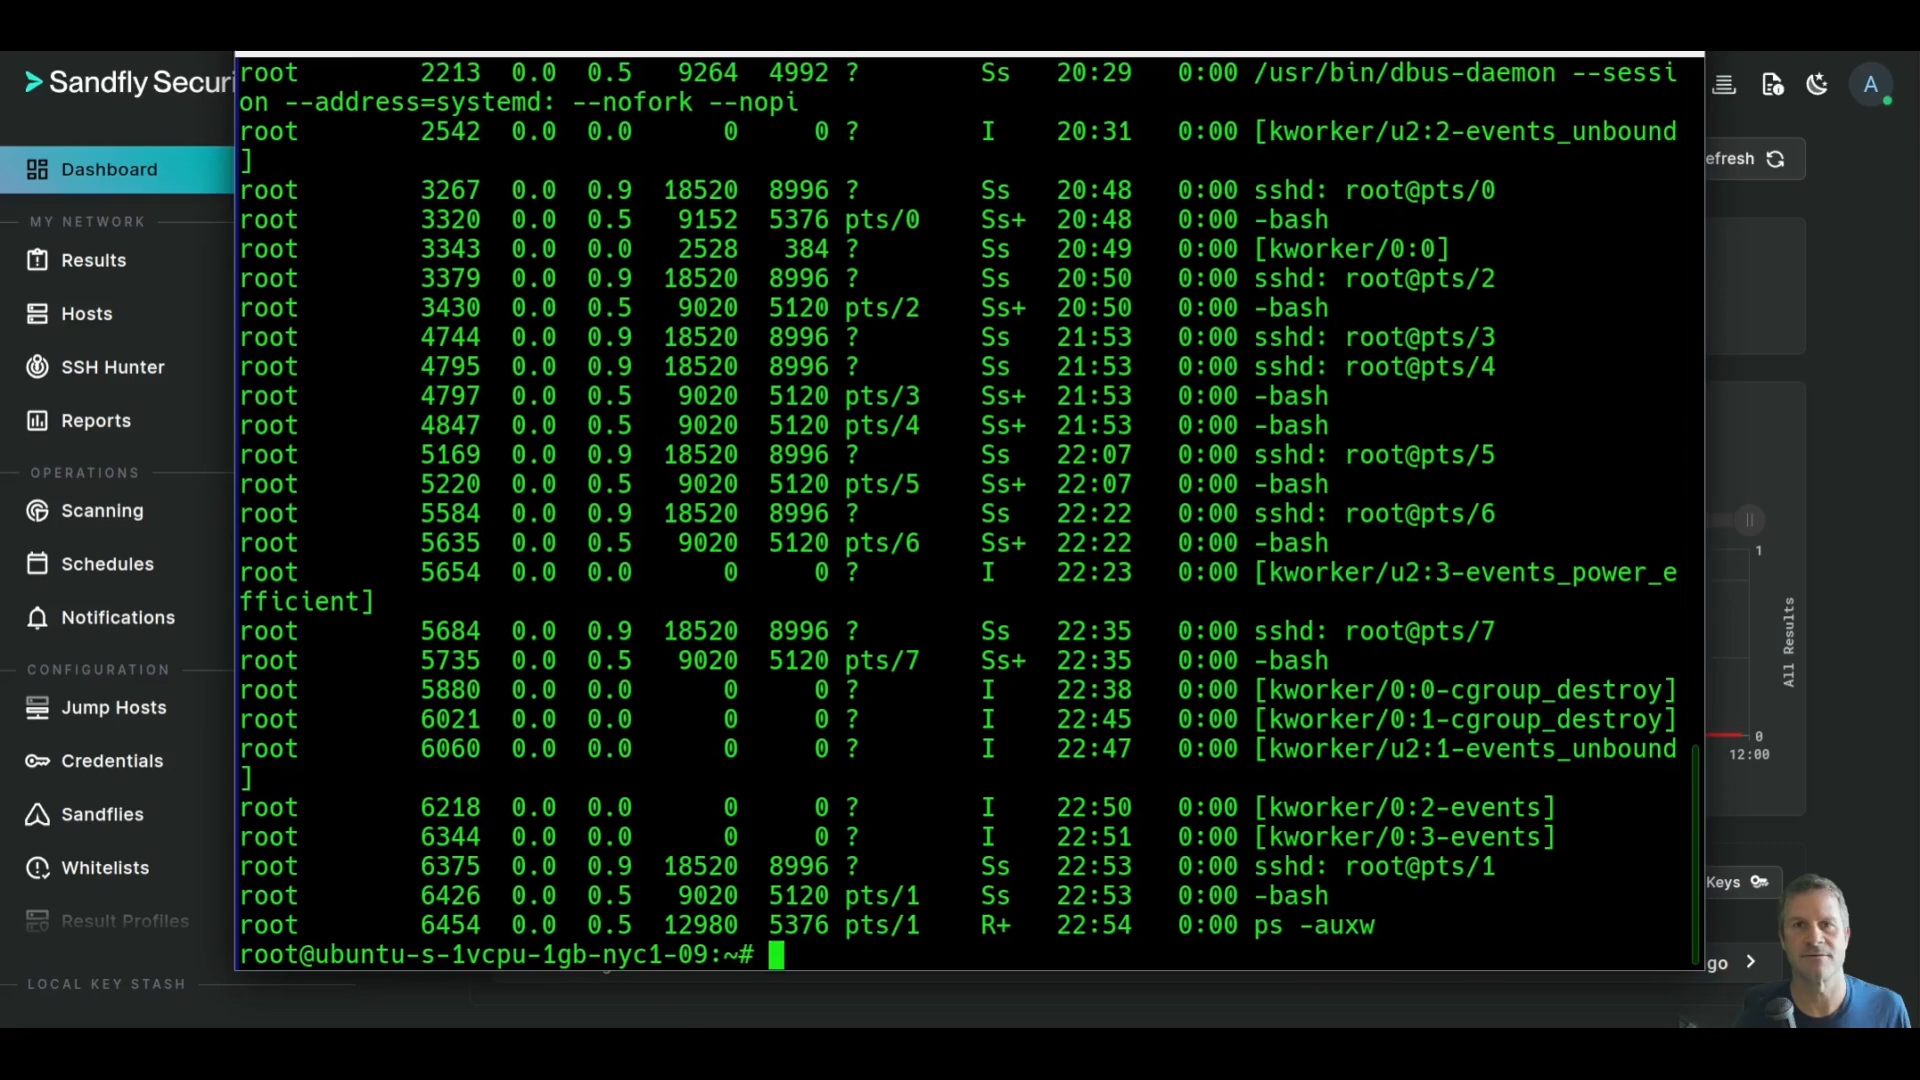 Sandfly Securi
Dashboard
MY NETWORK
Results
Hosts
SSH Hunter
Reports
OPERATIONS
Scanning
Schedules
Notifications
CONFIGURATION
Jump Hosts
Credentials
Sandflies
Whitelists
Result Profiles
LOCAL KEY STASH
root 2213 0.0 0.5 9264 4992 ? Ss 20:29 0:00 /usr/bin/dbus-daemon --sessi
on --address=systemd: --nofork --nopi
root 2542 0.0 0.0 0 0 ? I 20:31 0:00 [kworker/u2:2-events_unbound
]
root 3267 0.0 0.9 18520 8996 ? Ss 20:48 0:00 sshd: root@pts/0
root 3320 0.0 0.5 9152 5376 pts/0 Ss+ 20:48 0:00 -bash
root 3343 0.0 0.0 2528 384 ? Ss 20:49 0:00 [kworker/0:0]
root 3379 0.0 0.9 18520 8996 ? Ss 20:50 0:00 sshd: root@pts/2
root 3430 0.0 0.5 9020 5120 pts/2 Ss+ 20:50 0:00 -bash
root 4744 0.0 0.9 18520 8996 ? Ss 21:53 0:00 sshd: root@pts/3
root 4795 0.0 0.9 18520 8996 ? Ss 21:53 0:00 sshd: root@pts/4
root 4797 0.0 0.5 9020 5120 pts/3 Ss+ 21:53 0:00 -bash
root 4847 0.0 0.5 9020 5120 pts/4 Ss+ 21:53 0:00 -bash
root 5169 0.0 0.9 18520 8996 ? Ss 22:07 0:00 sshd: root@pts/5
root 5220 0.0 0.5 9020 5120 pts/5 Ss+ 22:07 0:00 -bash
root 5584 0.0 0.9 18520 8996 ? Ss 22:22 0:00 sshd: root@pts/6
root 5635 0.0 0.5 9020 5120 pts/6 Ss+ 22:22 0:00 -bash
root 5654 0.0 0.0 0 0 ? I 22:23 0:00 [kworker/u2:3-events_power_e
fficient]
root 5684 0.0 0.9 18520 8996 ? Ss 22:35 0:00 sshd: root@pts/7
root 5735 0.0 0.5 9020 5120 pts/7 Ss+ 22:35 0:00 -bash
root 5880 0.0 0.0 0 0 ? I 22:38 0:00 [kworker/0:0-cgroup_destroy]
root 6021 0.0 0.0 0 0 ? I 22:45 0:00 [kworker/0:1-cgroup_destroy]
root 6060 0.0 0.0 0 0 ? I 22:47 0:00 [kworker/u2:1-events_unbound
]
root 6218 0.0 0.0 0 0 ? I 22:50 0:00 [kworker/0:2-events]
root 6344 0.0 0.0 0 0 ? I 22:51 0:00 [kworker/0:3-events]
root 6375 0.0 0.9 18520 8996 ? Ss 22:53 0:00 sshd: root@pts/1
root 6426 0.0 0.5 9020 5120 pts/1 Ss 22:53 0:00 -bash
root 6454 0.0 0.5 12980 5376 pts/1 R+ 22:54 0:00 ps -auxw
root@ubuntu-s-1vcpu-1gb-nyc1-09:~#
A
efresh
1
All Results
0
12:00
Keys
go